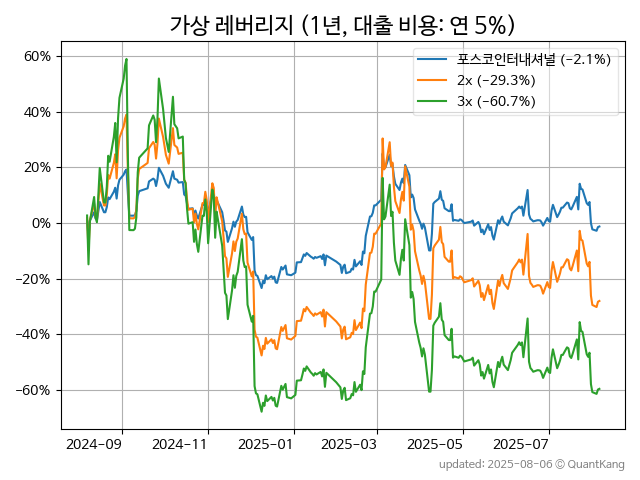 가상 레버리지 (1년, 대출 비용: 연 5%)
포스코인터내셔널 (−2.1%)
2x (−29.3%)
3x (−60.7%)
60%
40%
20%
0%
−20%
−40%
−60%
2024-09 2024-11 2025-01 2025-03 2025-05 2025-07
updated: 2025-08-06 © QuantKang